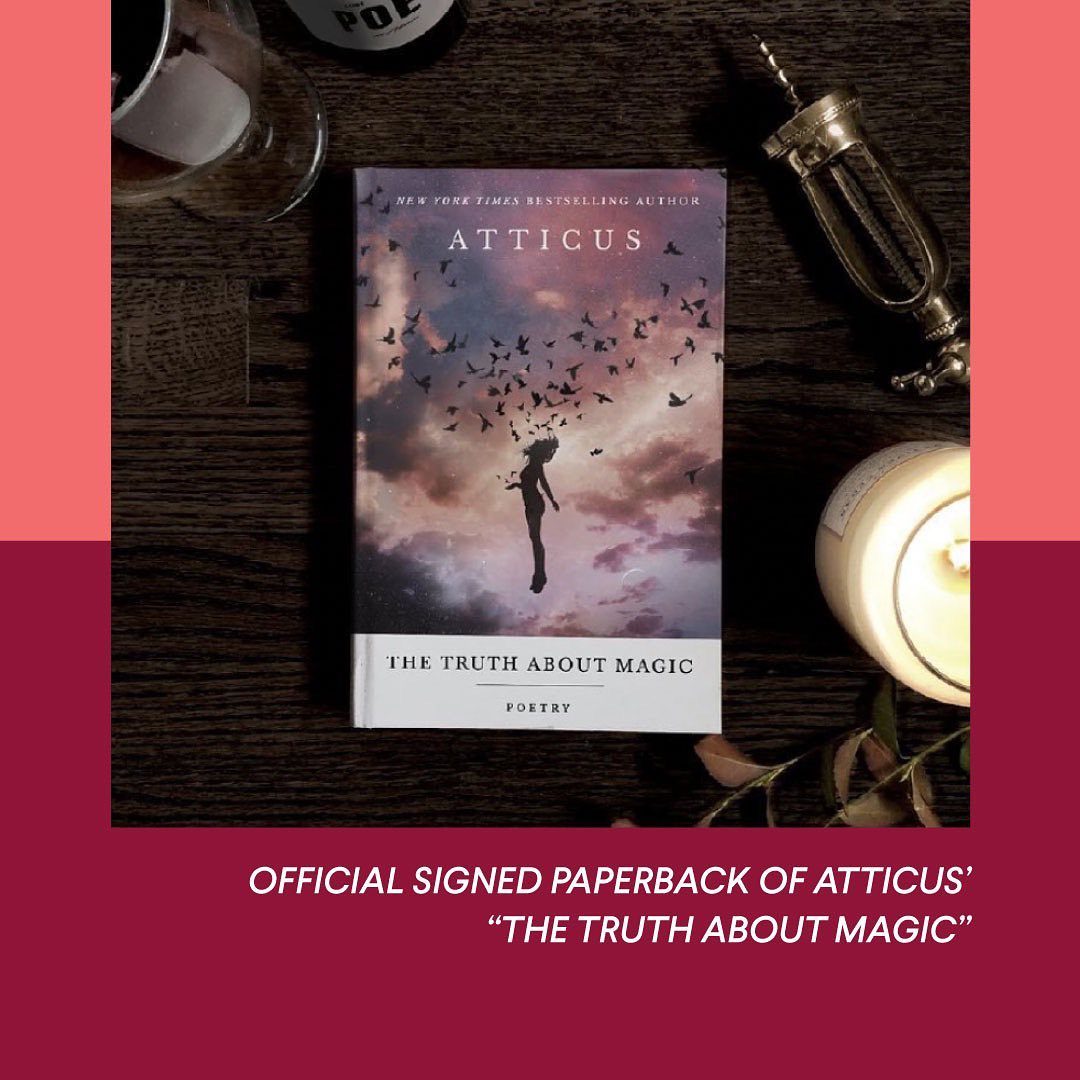 POE
NEW YORK TIMES BESTSELLING AUTHOR
ATTICUS
THE TRUTH ABOUT MAGIC
POETRY
OFFICIAL SIGNED PAPERBACK OF ATTICUS’
“THE TRUTH ABOUT MAGIC”